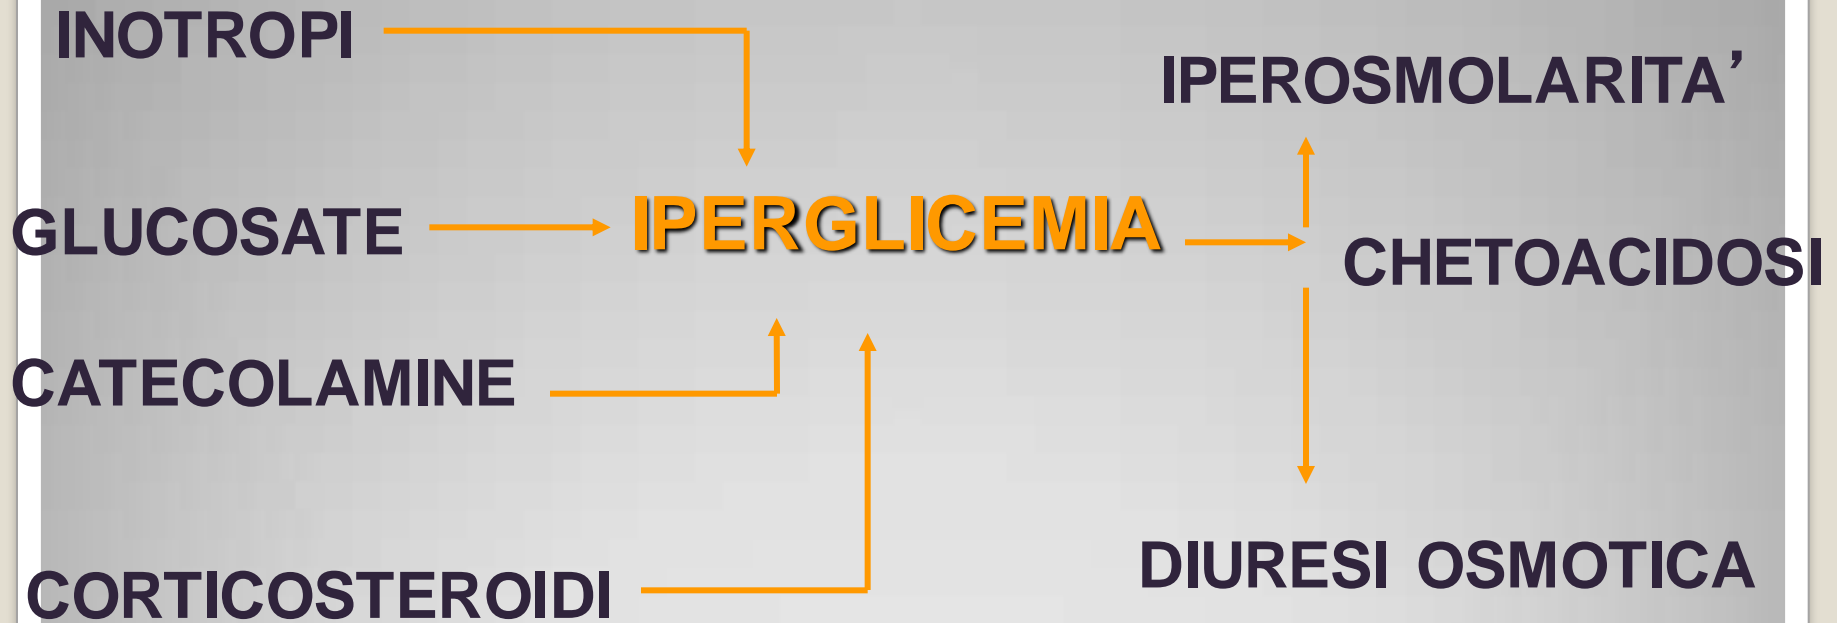 INOTROPI
IPEROSMOLARITA’
GLUCOSATE
IPERGLICEMIA
CHETOACIDOSI
CATECOLAMINE
DIURESI OSMOTICA
CORTICOSTEROIDI